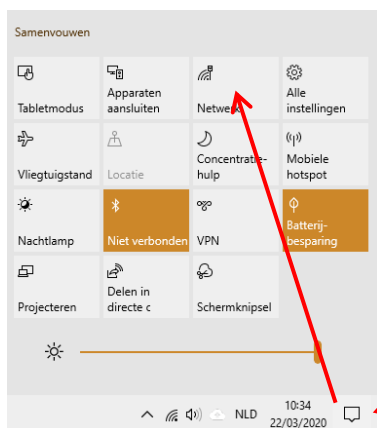 Samenvouwen
Tabletmodus
Apparaten
aansluiten
Netwerk
Alle
instellingen
Vliegtuigstand
Locatie
Concentratie-
hulp
Mobiele
hotspot
Nachtlamp
Niet verbonden
VPN
Batterij-
besparing
Projecteren
Delen in
directe c
Schermknipsel
NLD
10:34
22/03/2020